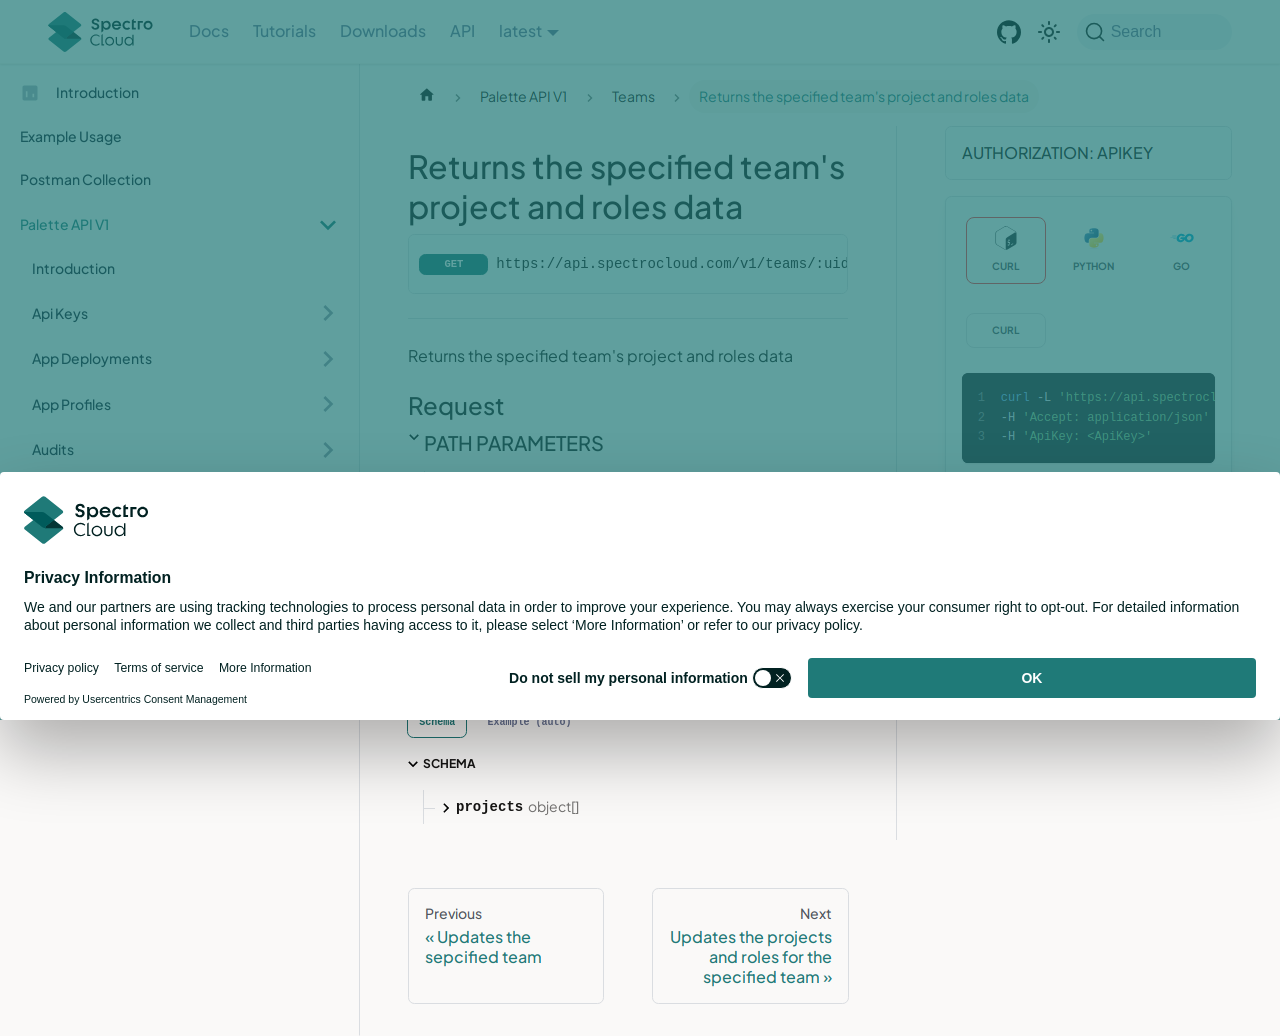 Spectro Cloud
Docs
Tutorials
Downloads
API
latest
Search
Introduction
Example Usage
Postman Collection
Palette API V1
Introduction
Api Keys
App Deployments
App Profiles
Audits
Palette API V1
Teams
Returns the specified team's project and roles data
Returns the specified team's
project and roles data
GET
https://api.spectrocloud.com/v1/teams/:uid
Returns the specified team's project and roles data
Request
PATH PARAMETERS
AUTHORIZATION: APIKEY
CURL
PYTHON
GO
CURL
1 curl -L 'https://api.spectrocl
2 -H 'Accept: application/json'
3 -H 'ApiKey: <ApiKey>'
Spectro
Cloud
Privacy Information
We and our partners are using tracking technologies to process personal data in order to improve your experience. You may always exercise your consumer right to opt-out. For detailed information
about personal information we collect and third parties having access to it, please select ‘More Information’ or refer to our privacy policy.
Privacy policy
Terms of service
More Information
Powered by Usercentrics Consent Management
Do not sell my personal information
OK
Schema
Example (auto)
SCHEMA
projects object[]
Previous
« Updates the
sepcified team
Next
Updates the projects
and roles for the
specified team »